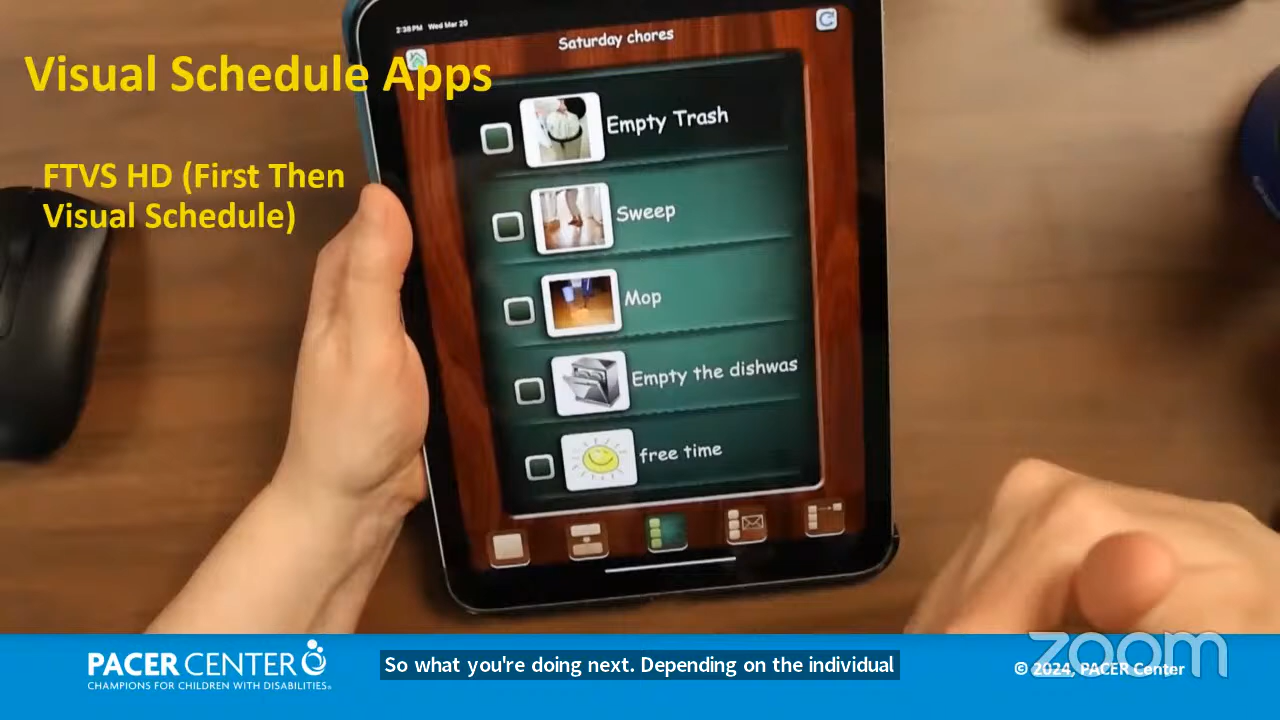 2:38PM Wed Mar 20
Saturday chores
Visual Schedule Apps
FTVS HD (First Then
Visual Schedule)
Empty Trash
Sweep
Mop
Empty the dishwas
free time
PACER CENTER
CHAMPIONS FOR CHILDREN WITH DISABILITIES.®
So what you're doing next. Depending on the individual
© 2024, PACER Center
zoom